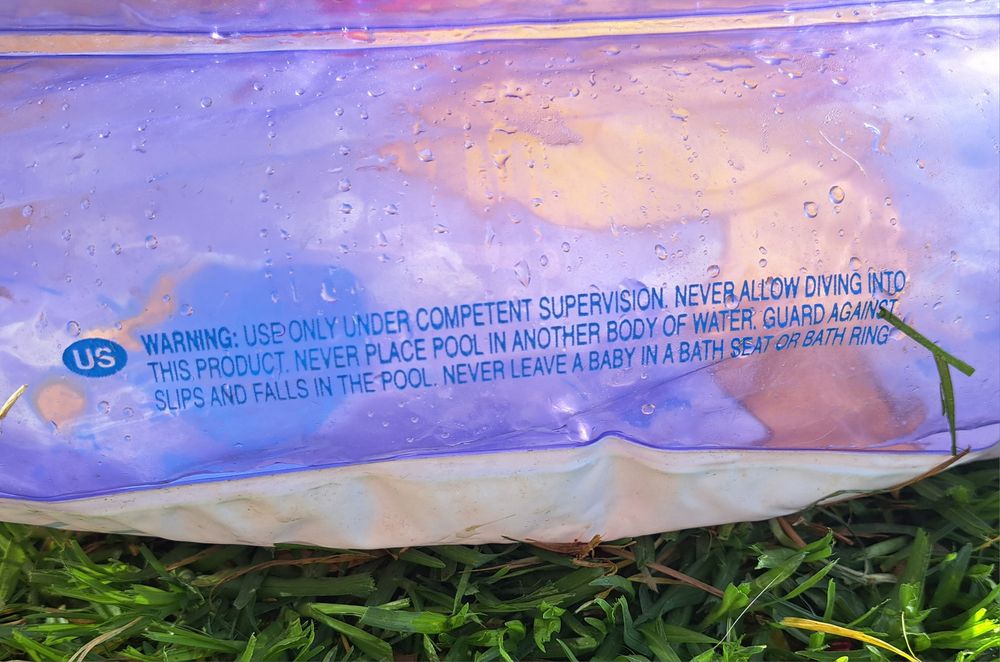 US
WARNING: USE ONLY UNDER COMPETENT SUPERVISION. NEVER ALLOW DIVING INTO
THIS PRODUCT. NEVER PLACE POOL IN ANOTHER BODY OF WATER. GUARD AGAINST
SLIPS AND FALLS IN THE POOL. NEVER LEAVE A BABY IN A BATH SEAT OR BATH RING